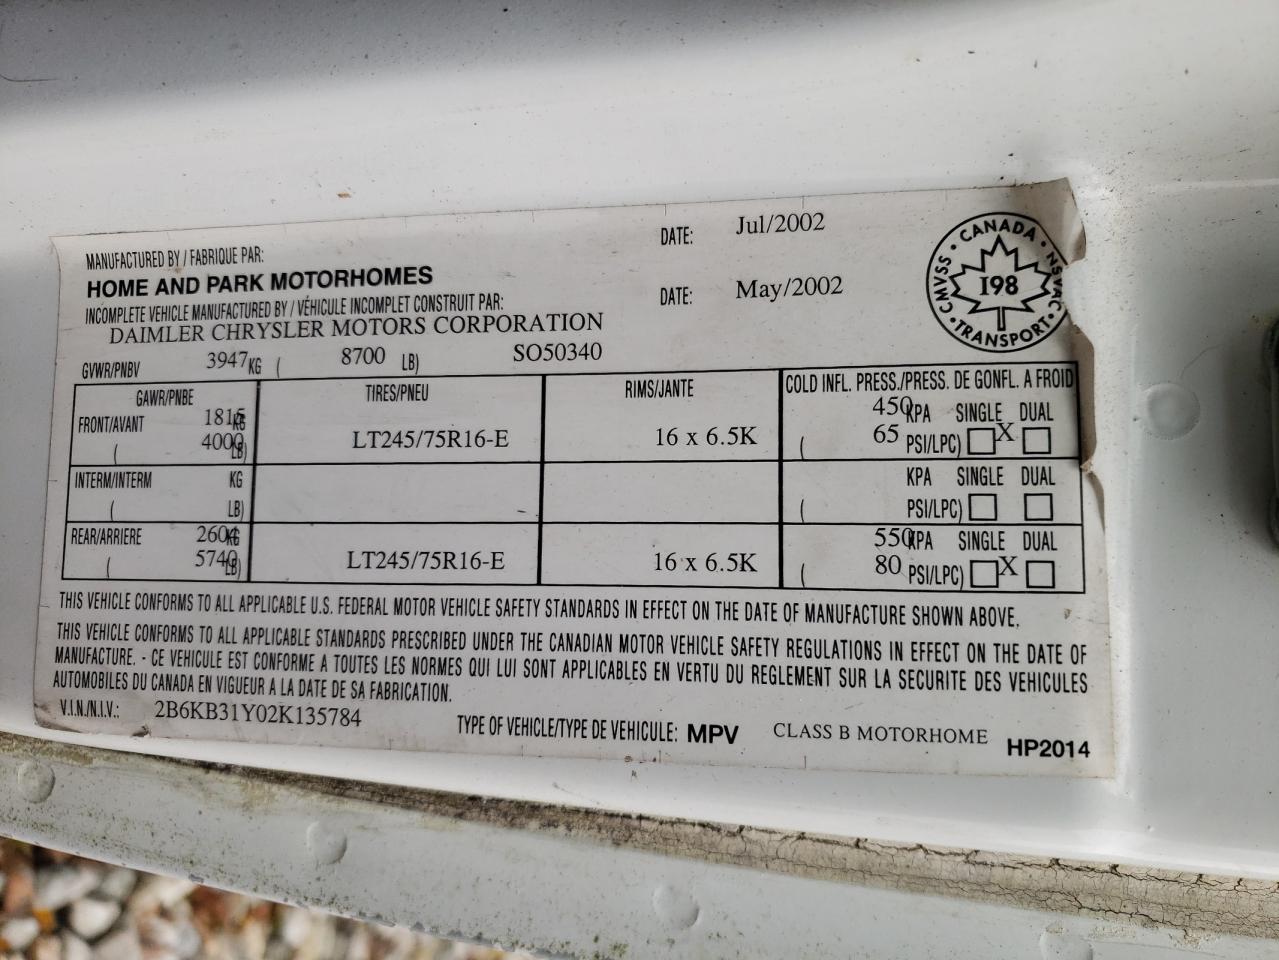 MANUFACTURED BY / FABRIQUE PAR: DATE: Jul/2002
HOME AND PARK MOTORHOMES
INCOMPLETE VEHICLE MANUFACTURED BY / VÉHICULE INCOMPLET CONSTRUIT PAR: DATE: May/2002
DAIMLER CHRYSLER MOTORS CORPORATION
CANADA · NSVAC · TRANSPORT · CMVSS ·
198
GVWR/PNBV 3947 KG ( 8700 LB) SO50340
GAWR/PNBE TIRES/PNEU RIMS/JANTE COLD INFL. PRESS./PRESS. DE GONFL. A FROID
FRONT/AVANT 1815 KG 450 KPA SINGLE DUAL
( 4000 LB) LT245/75R16-E 16 x 6.5K ( 65 PSI/LPC) X
INTERM/INTERM KG KPA SINGLE DUAL
( LB) ( PSI/LPC)
REAR/ARRIERE 2604 KG 550 KPA SINGLE DUAL
( 5740 LB) LT245/75R16-E 16 x 6.5K ( 80 PSI/LPC) X
THIS VEHICLE CONFORMS TO ALL APPLICABLE U.S. FEDERAL MOTOR VEHICLE SAFETY STANDARDS IN EFFECT ON THE DATE OF MANUFACTURE SHOWN ABOVE.
THIS VEHICLE CONFORMS TO ALL APPLICABLE STANDARDS PRESCRIBED UNDER THE CANADIAN MOTOR VEHICLE SAFETY REGULATIONS IN EFFECT ON THE DATE OF
MANUFACTURE. - CE VEHICULE EST CONFORME A TOUTES LES NORMES QUI LUI SONT APPLICABLES EN VERTU DU REGLEMENT SUR LA SECURITE DES VEHICULES
AUTOMOBILES DU CANADA EN VIGUEUR A LA DATE DE SA FABRICATION.
V.I.N./N.I.V.: 2B6KB31Y02K135784 TYPE OF VEHICLE/TYPE DE VEHICULE: MPV CLASS B MOTORHOME HP2014